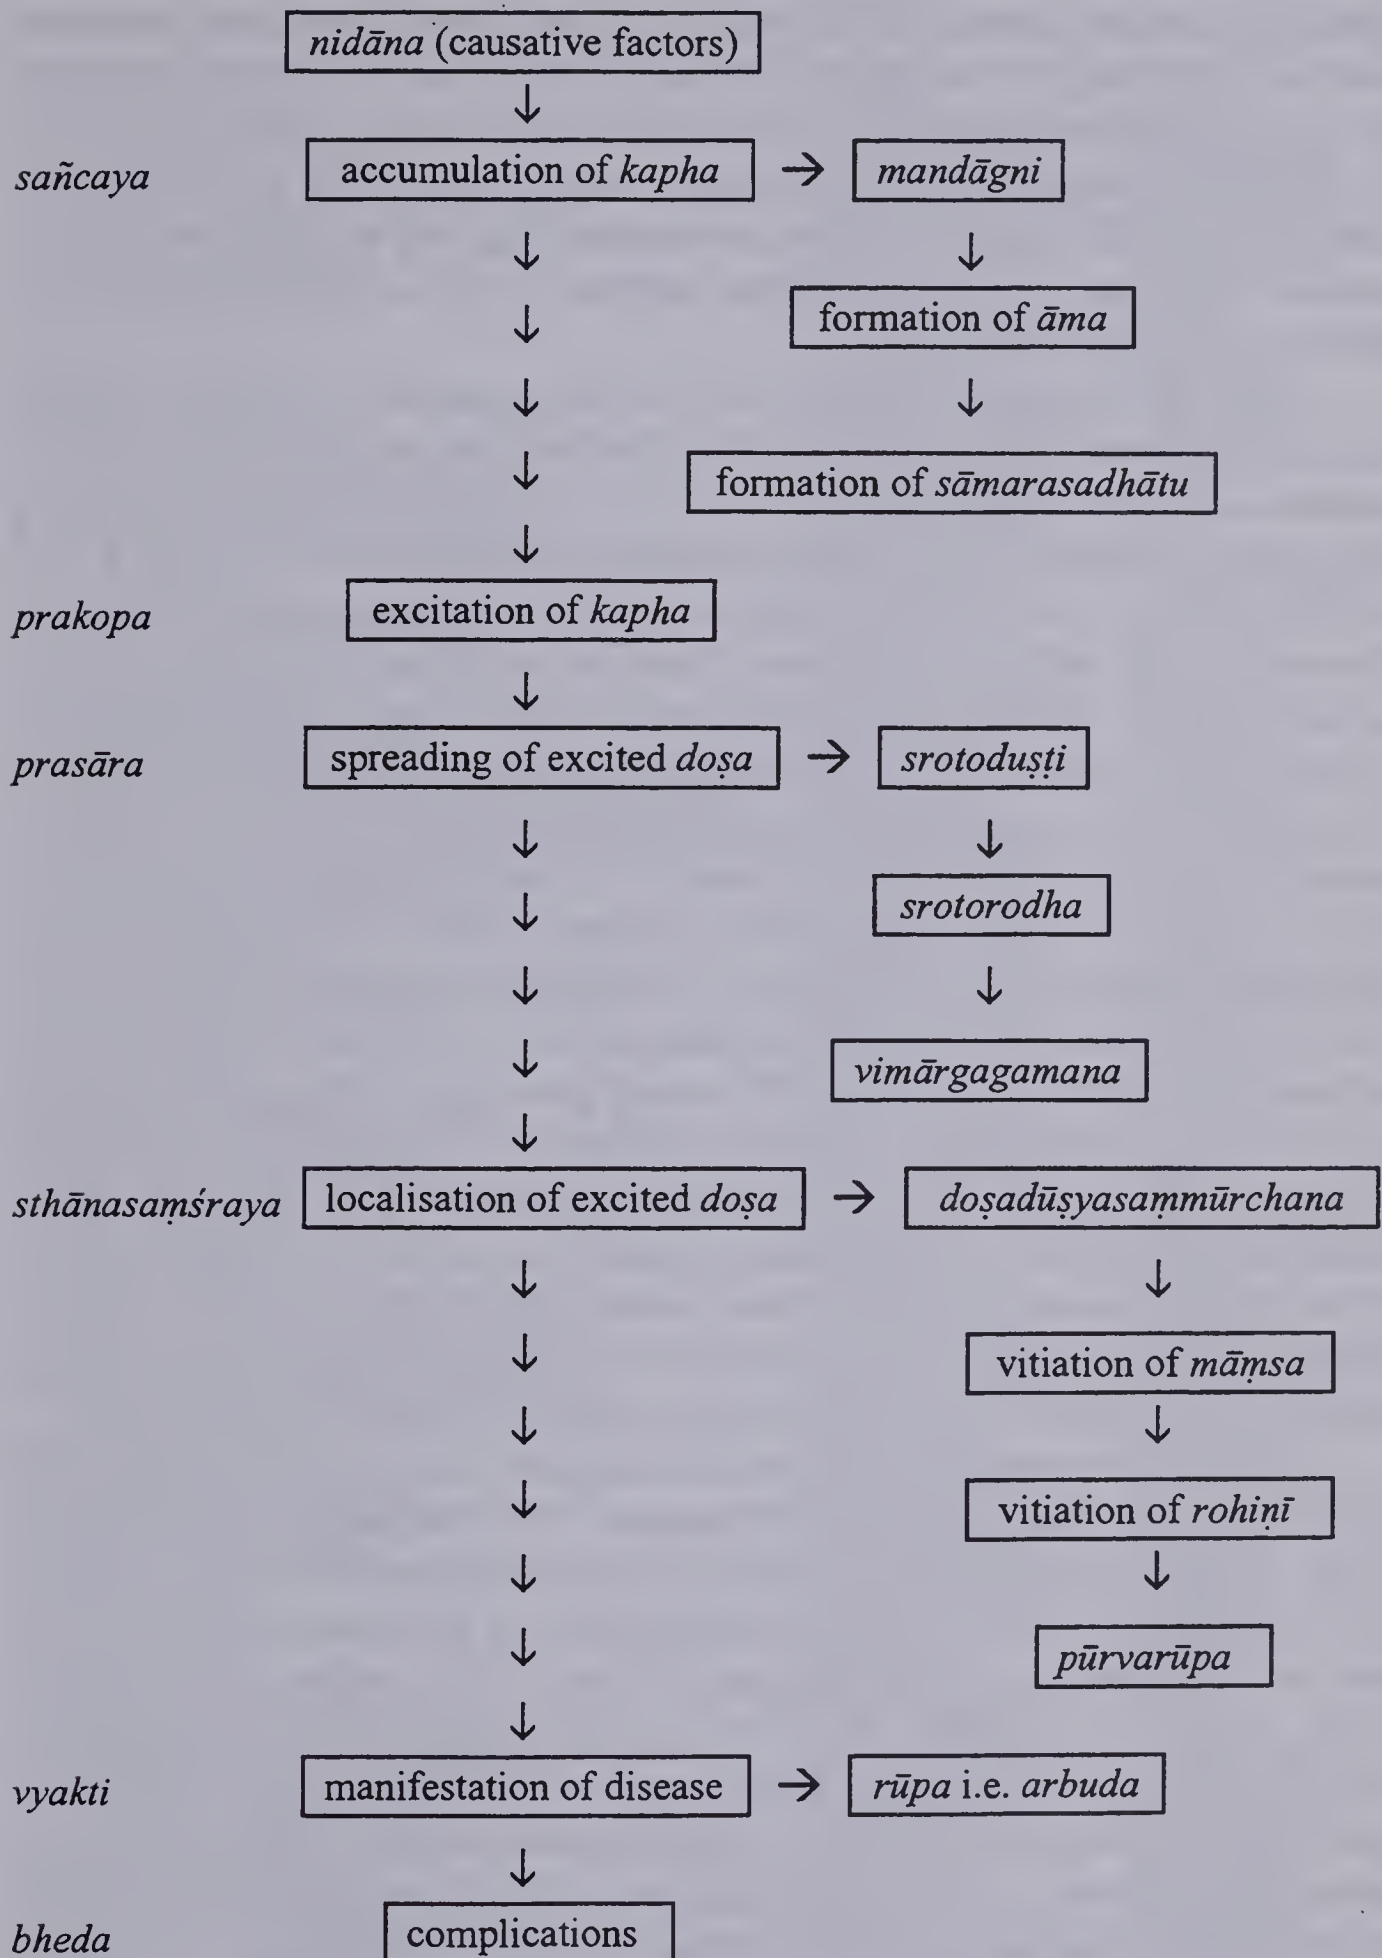 nidāna (causative factors)
↓
sañcaya accumulation of kapha → mandāgni
↓ ↓
↓ formation of āma
↓ ↓
↓ formation of sāmarasadhātu
↓
prakopa excitation of kapha
↓
prasāra spreading of excited doṣa → srotoduṣṭi
↓ ↓
↓ srotorodha
↓ ↓
↓ vimārgagamana
↓
sthānasaṃśraya localisation of excited doṣa → doṣadūṣyasaṃmūrchana
↓ ↓
↓ vitiation of māṃsa
↓ ↓
↓ vitiation of rohiṇī
↓ ↓
↓ pūrvarūpa
↓
vyakti manifestation of disease → rūpa i.e. arbuda
↓
bheda complications